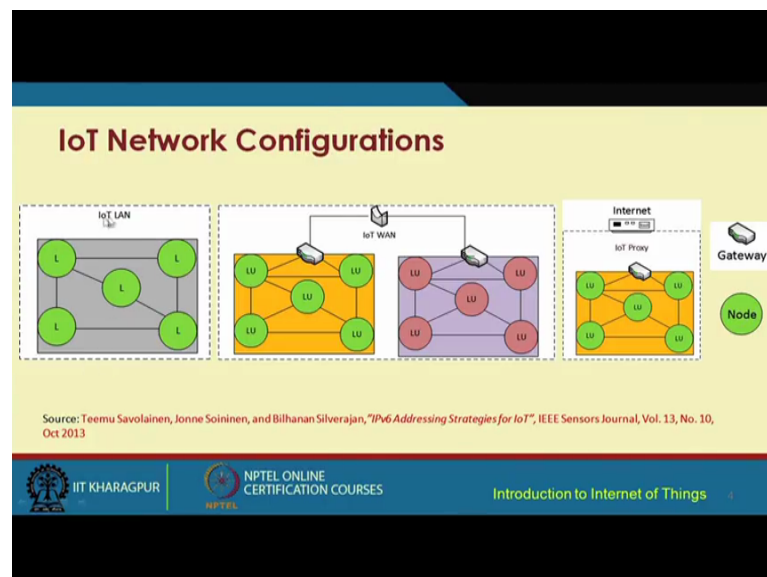 IoT Network Configurations
IoT LAN
L
L
L
L
L
IoT WAN
LU
LU
LU
LU
LU
LU
LU
LU
LU
LU
Internet
IoT Proxy
LU
LU
LU
LU
LU
Gateway
Node
Source: Teemu Savolainen, Jonne Soininen, and Bilhanan Silverajan,"IPv6 Addressing Strategies for IoT", IEEE Sensors Journal, Vol. 13, No. 10,
Oct 2013
IIT KHARAGPUR
NPTEL
NPTEL ONLINE
CERTIFICATION COURSES
Introduction to Internet of Things
4